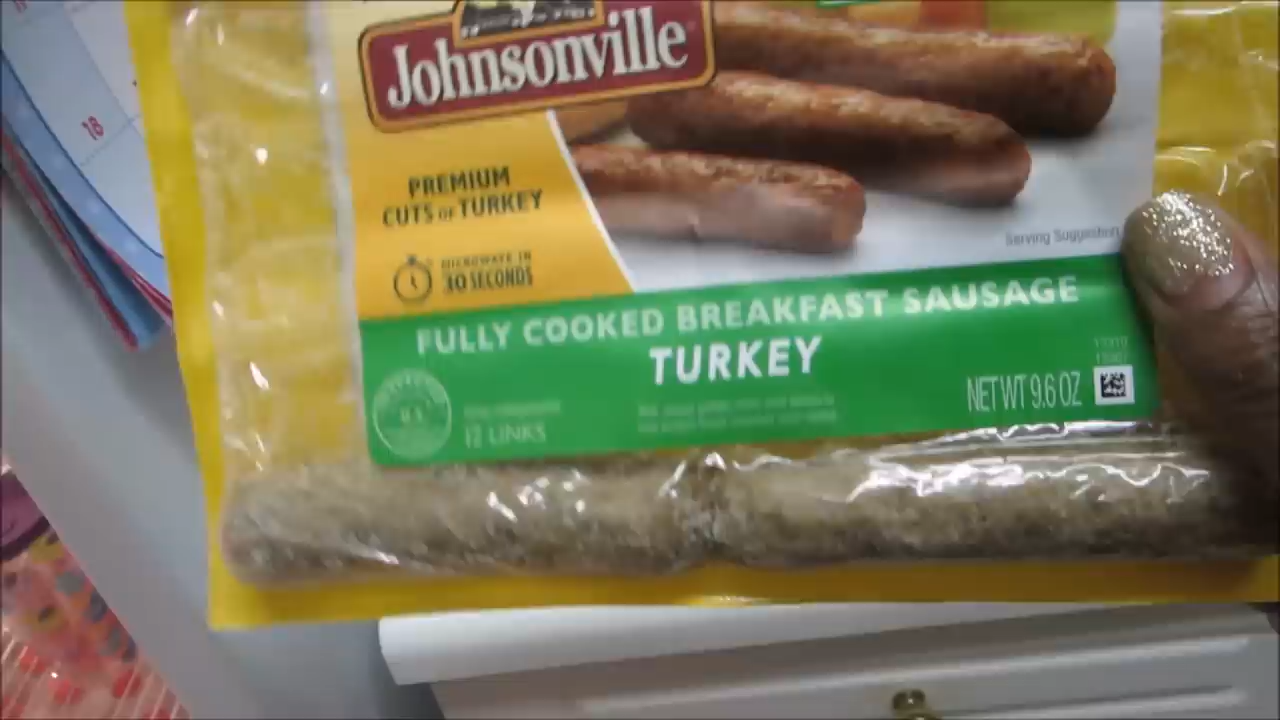 18
Johnsonville
PREMIUM
CUTS OF TURKEY
MICROWAVE IN
30 SECONDS
Serving Suggestion
FULLY COOKED BREAKFAST SAUSAGE
TURKEY
12 LINKS
NET WT 9.6 OZ